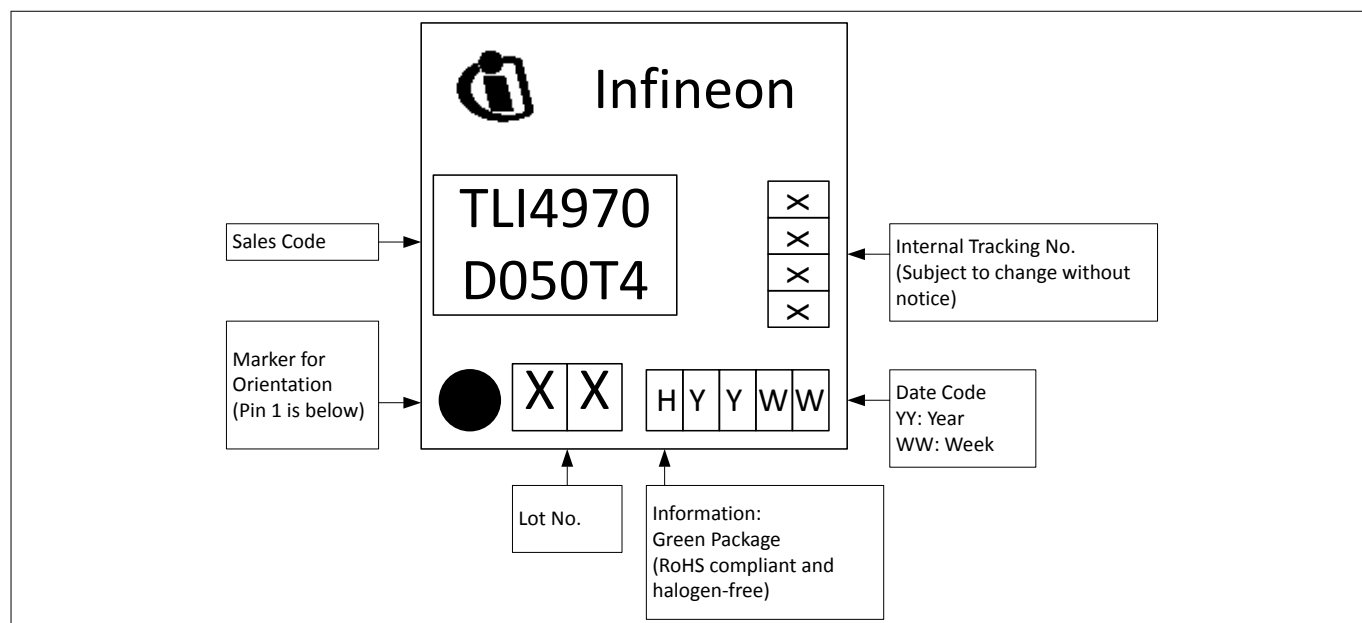 Infineon
TLI4970
D050T4
X
X
X
X
Sales Code
Internal Tracking No.
(Subject to change without
notice)
Marker for
Orientation
(Pin 1 is below)
X X
H Y Y W W
Date Code
YY: Year
WW: Week
Lot No.
Information:
Green Package
(RoHS compliant and
halogen-free)